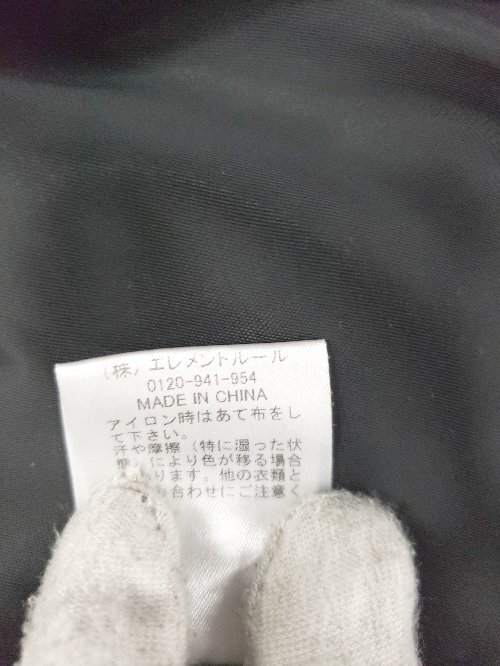 (株)エレメントルール
0120-941-954
MADE IN CHINA
アイロン時はあて布をし
て下さい。
汗や摩擦(特に湿った状
により色が移る場合
ります。他の衣類と
合わせにご注意く